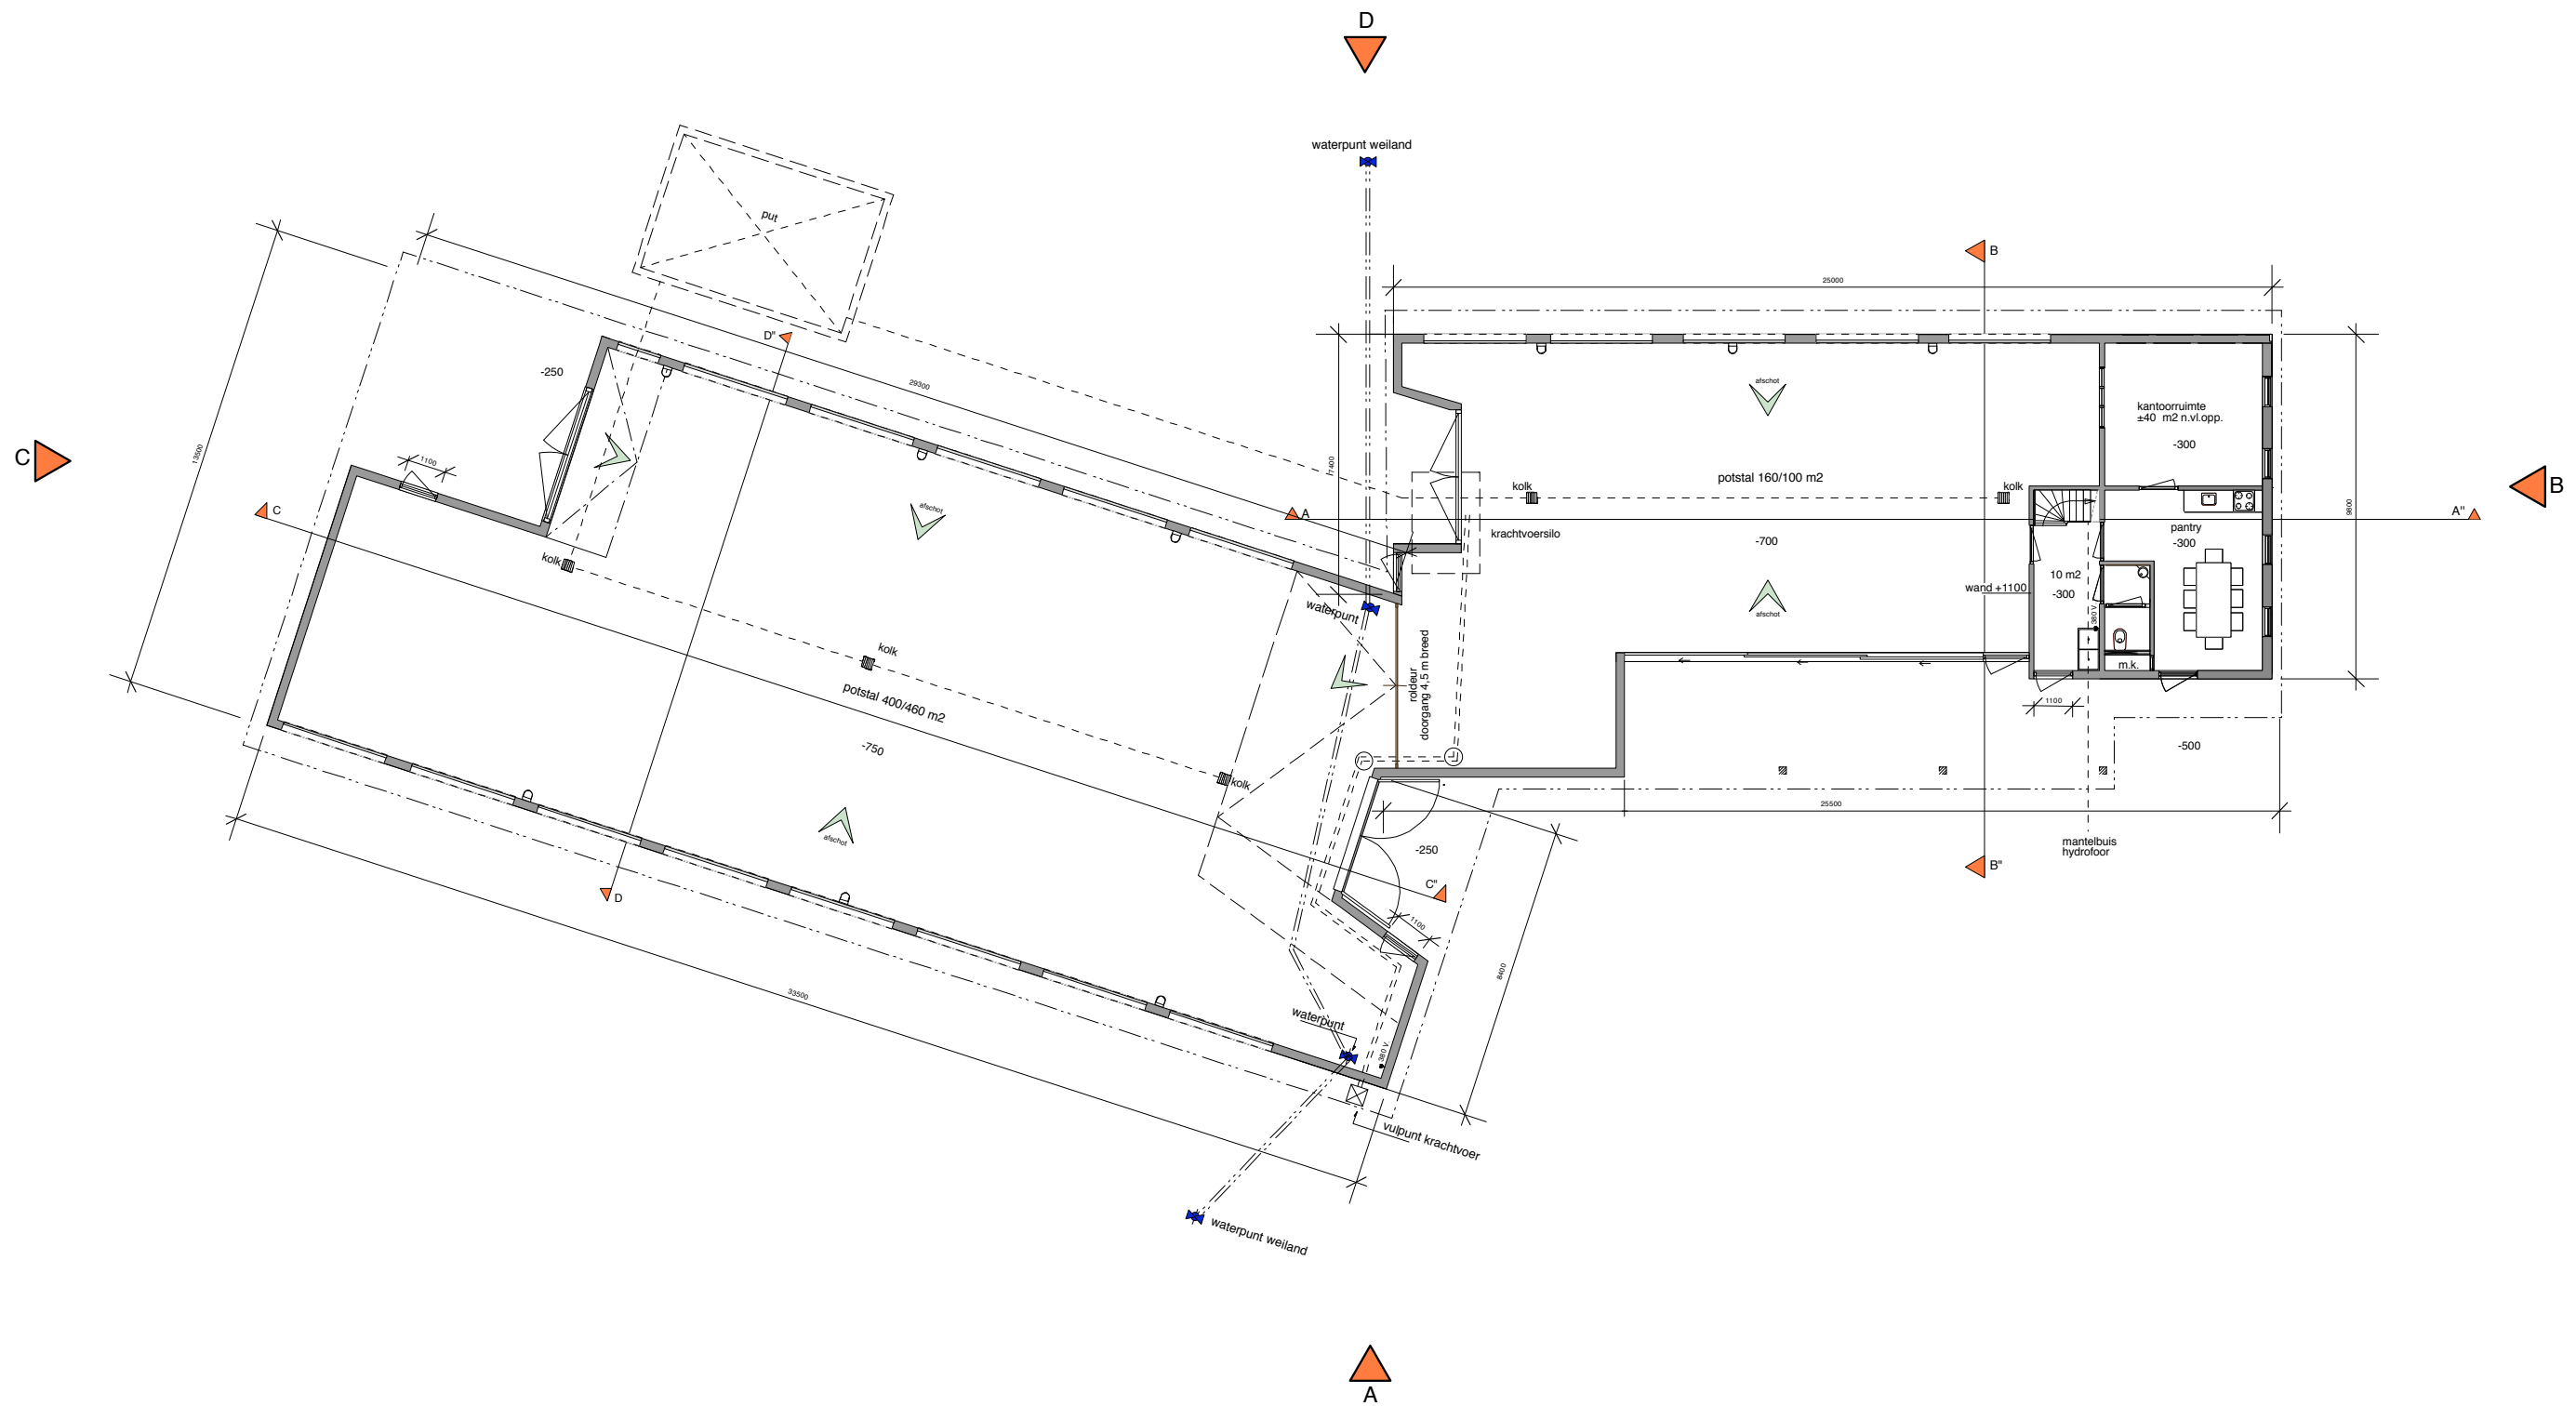 D
waterpunt weiland
put
B
25000
D"
-250
29300
13500
1100
C
C
A
kolk
afschot
7400
afschot
kantoorruimte
±40 m2 n.vl.opp.
-300
potstal 160/100 m2
kolk
kolk
krachtvoersilo
-700
A"
9800
B
pantry
-300
10 m2
-300
wand +1100
380 V.
m.k.
afschot
1100
-500
waterpunt
roldeur
doorgang 4,5 m breed
kolk
potstal 400/460 m2
-750
kolk
afschot
25500
mantelbuis
hydrofoor
-250
B"
C"
D
1100
8400
33500
waterpunt
380 V.
vulpunt krachtvoer
waterpunt weiland
A